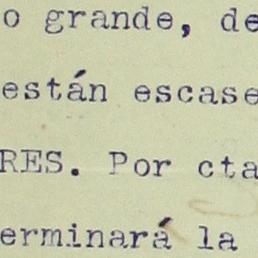 o grande, de
están escase
RES. Por cta
erminará la